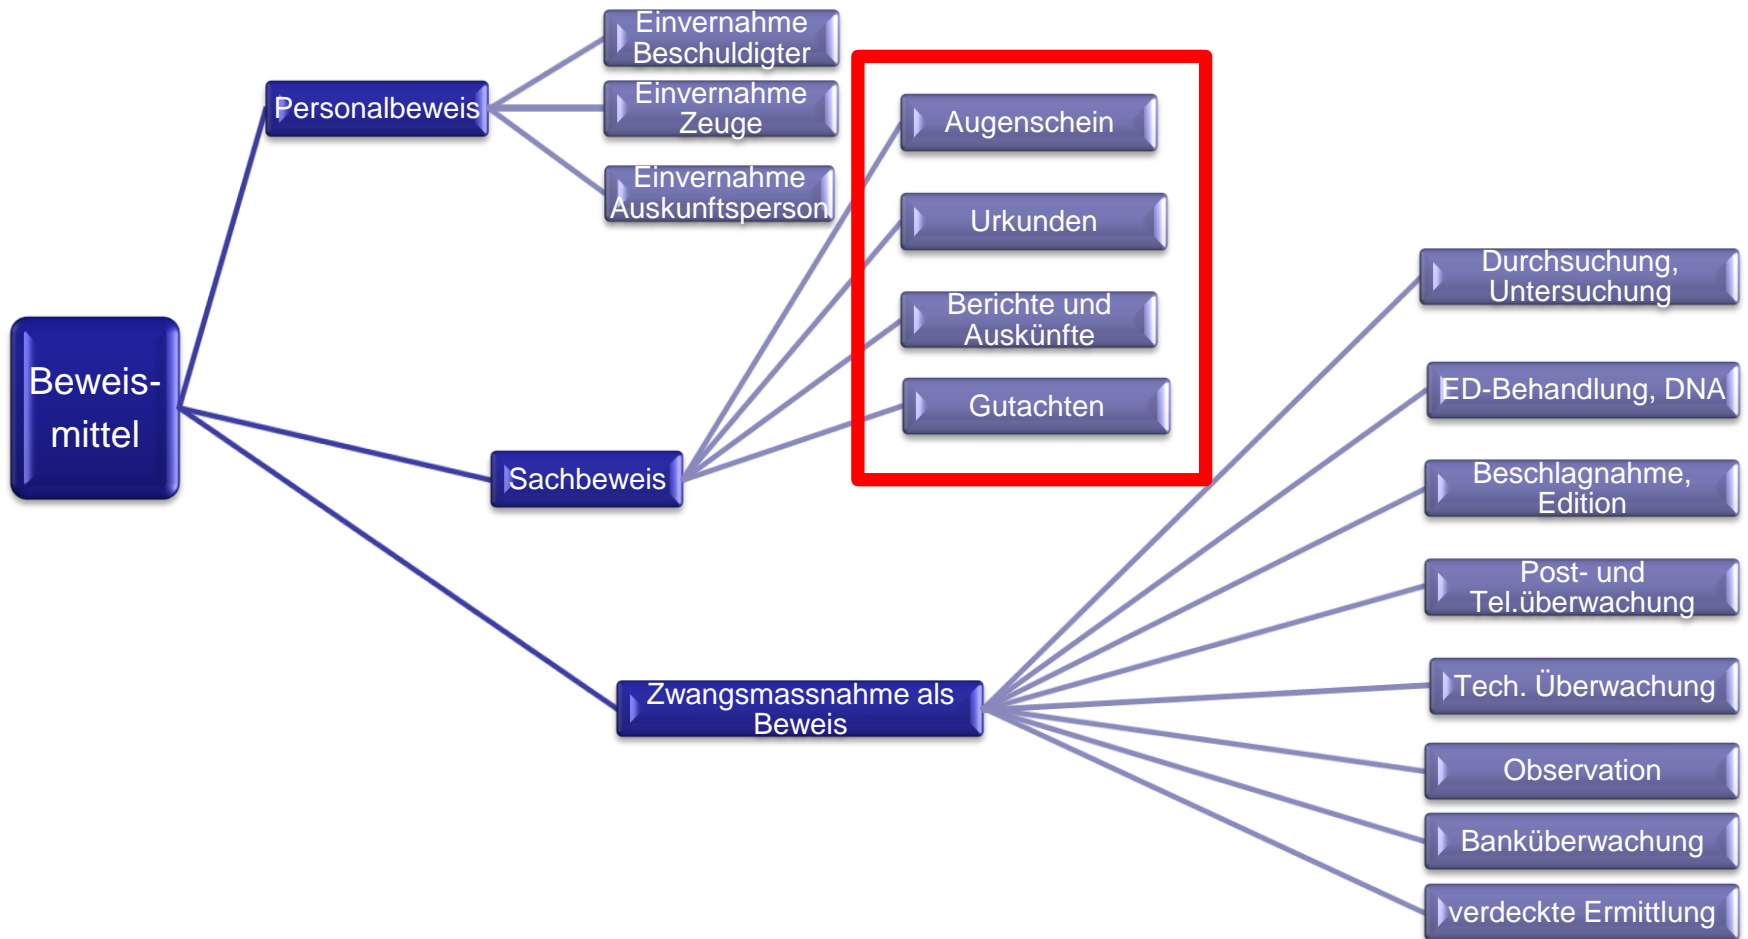 Beweis-
mittel
Personalbeweis
Einvernahme
Beschuldigter
Einvernahme
Zeuge
Einvernahme
Auskunftsperson
Sachbeweis
Augenschein
Urkunden
Berichte und
Auskünfte
Gutachten
Zwangsmassnahme als
Beweis
Durchsuchung,
Untersuchung
ED-Behandlung, DNA
Beschlagnahme,
Edition
Post- und
Tel.überwachung
Tech. Überwachung
Observation
Banküberwachung
verdeckte Ermittlung